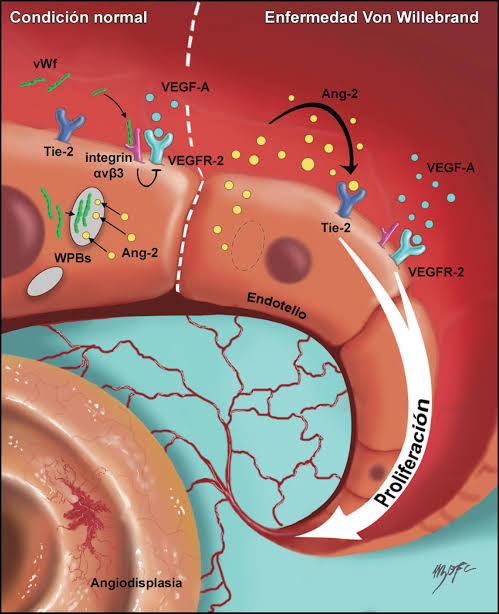 Condición normal
Enfermedad Von Willebrand
vWf
VEGF-A
Ang-2
Tie-2
integrin
αvβ3
VEGFR-2
VEGF-A
WPBs
Ang-2
Tie-2
VEGFR-2
Endotello
Proliferación
Angiodisplasia